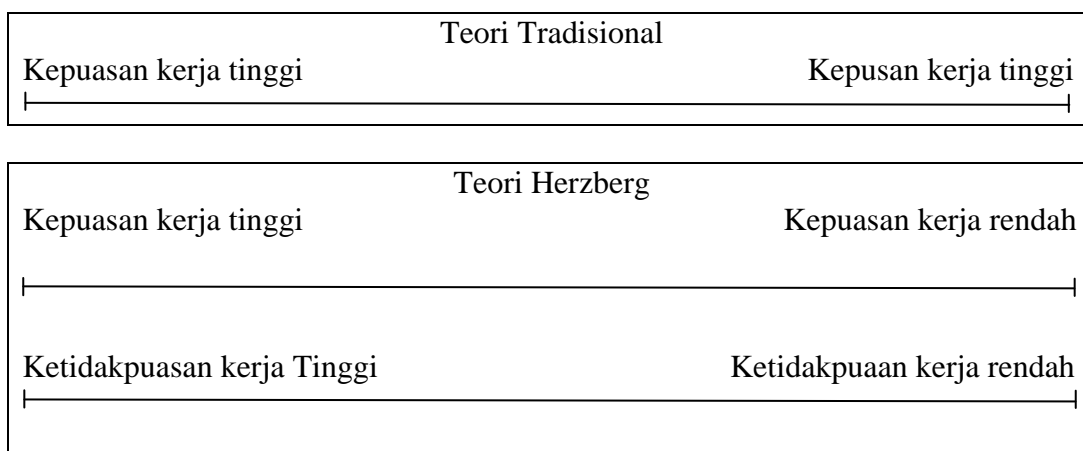 Teori Tradisional
Kepuasan kerja tinggi Kepusan kerja tinggi
Teori Herzberg
Kepuasan kerja tinggi Kepuasan kerja rendah
Ketidakpuasan kerja Tinggi Ketidakpuaan kerja rendah